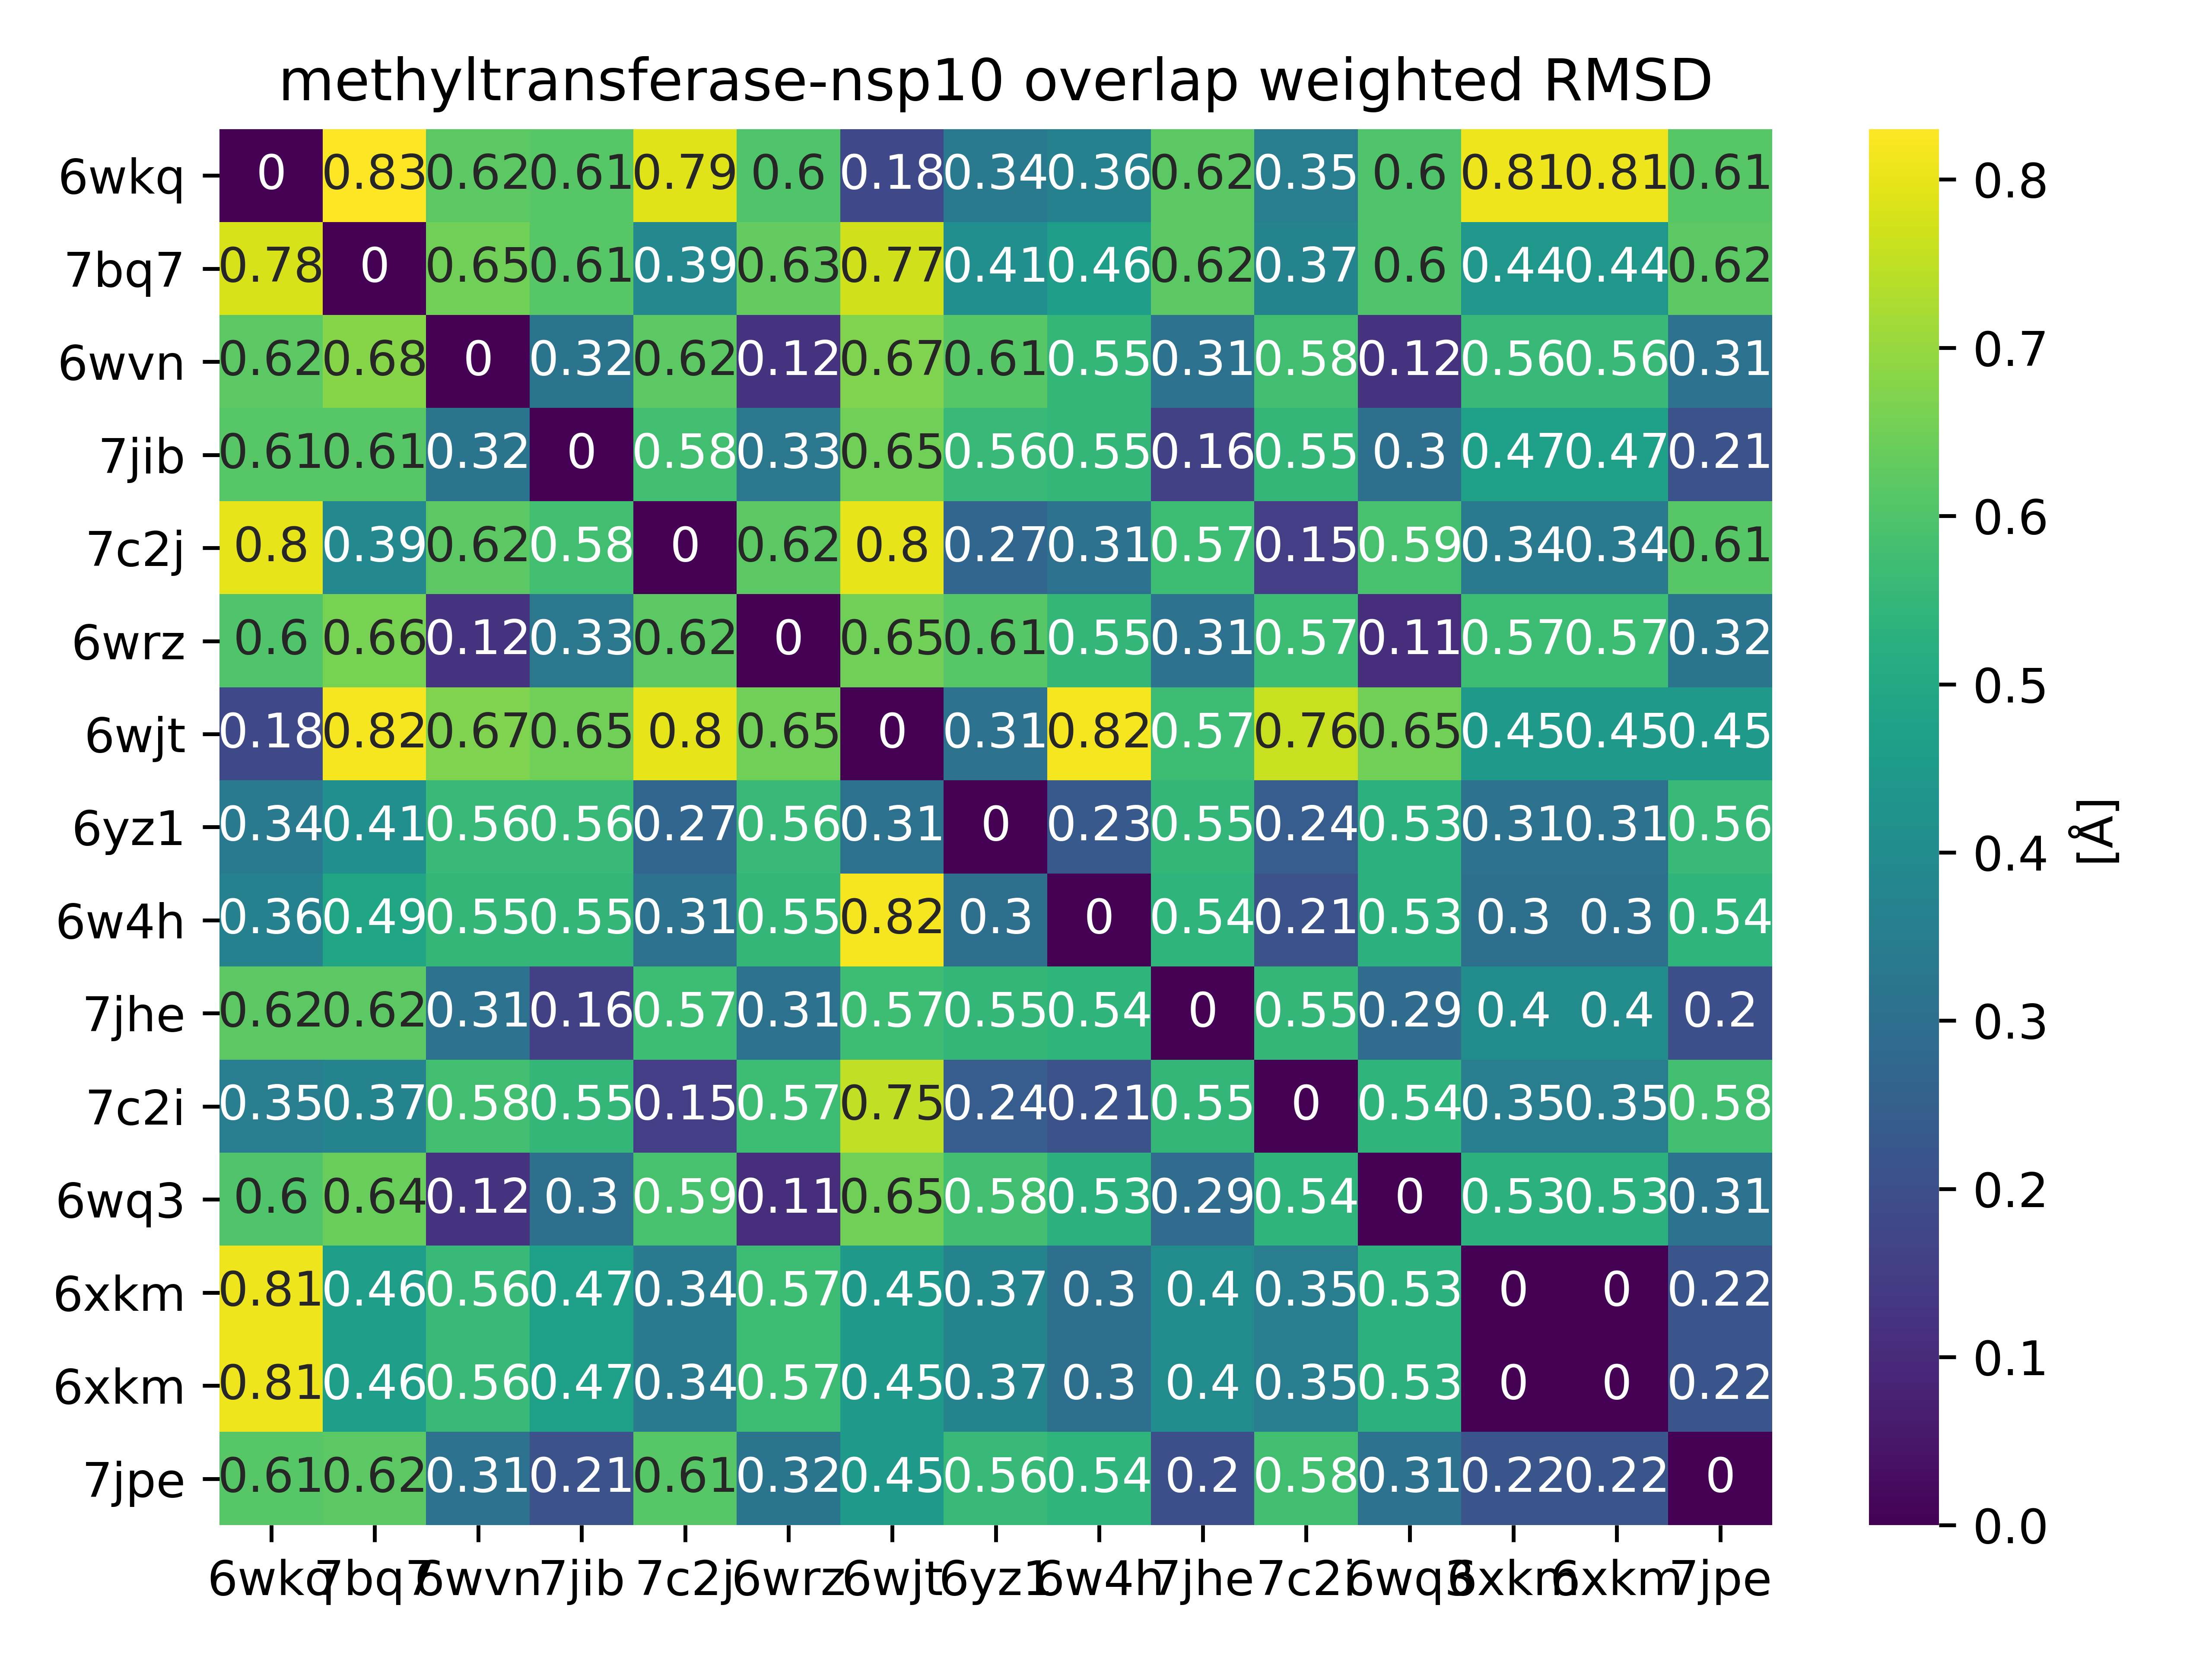 methyltransferase-nsp10 overlap weighted RMSD
6wkq 0 0.83 0.62 0.61 0.79 0.6 0.18 0.34 0.36 0.62 0.35 0.6 0.81 0.81 0.61
7bq7 0.78 0 0.65 0.61 0.39 0.63 0.77 0.41 0.46 0.62 0.37 0.6 0.44 0.44 0.62
6wvn 0.62 0.68 0 0.32 0.62 0.12 0.67 0.61 0.55 0.31 0.58 0.12 0.56 0.56 0.31
7jib 0.61 0.61 0.32 0 0.58 0.33 0.65 0.56 0.55 0.16 0.55 0.3 0.47 0.47 0.21
7c2j 0.8 0.39 0.62 0.58 0 0.62 0.8 0.27 0.31 0.57 0.15 0.59 0.34 0.34 0.61
6wrz 0.6 0.66 0.12 0.33 0.62 0 0.65 0.61 0.55 0.31 0.57 0.11 0.57 0.57 0.32
6wjt 0.18 0.82 0.67 0.65 0.8 0.65 0 0.31 0.82 0.57 0.76 0.65 0.45 0.45 0.45
6yz1 0.34 0.41 0.56 0.56 0.27 0.56 0.31 0 0.23 0.55 0.24 0.53 0.31 0.31 0.56
6w4h 0.36 0.49 0.55 0.55 0.31 0.55 0.82 0.3 0 0.54 0.21 0.53 0.3 0.3 0.54
7jhe 0.62 0.62 0.31 0.16 0.57 0.31 0.57 0.55 0.54 0 0.55 0.29 0.4 0.4 0.2
7c2i 0.35 0.37 0.58 0.55 0.15 0.57 0.75 0.24 0.21 0.55 0 0.54 0.35 0.35 0.58
6wq3 0.6 0.64 0.12 0.3 0.59 0.11 0.65 0.58 0.53 0.29 0.54 0 0.53 0.53 0.31
6xkm 0.81 0.46 0.56 0.47 0.34 0.57 0.45 0.37 0.3 0.4 0.35 0.53 0 0 0.22
6xkm 0.81 0.46 0.56 0.47 0.34 0.57 0.45 0.37 0.3 0.4 0.35 0.53 0 0 0.22
7jpe 0.61 0.62 0.31 0.21 0.61 0.32 0.45 0.56 0.54 0.2 0.58 0.31 0.22 0.22 0
6wkq 7bq7 6wvn 7jib 7c2j 6wrz 6wjt 6yz1 6w4h 7jhe 7c2i 6wq3 6xkm 6xkm 7jpe
0.8
0.7
0.6
0.5
0.4
0.3
0.2
0.1
0.0
[Å]